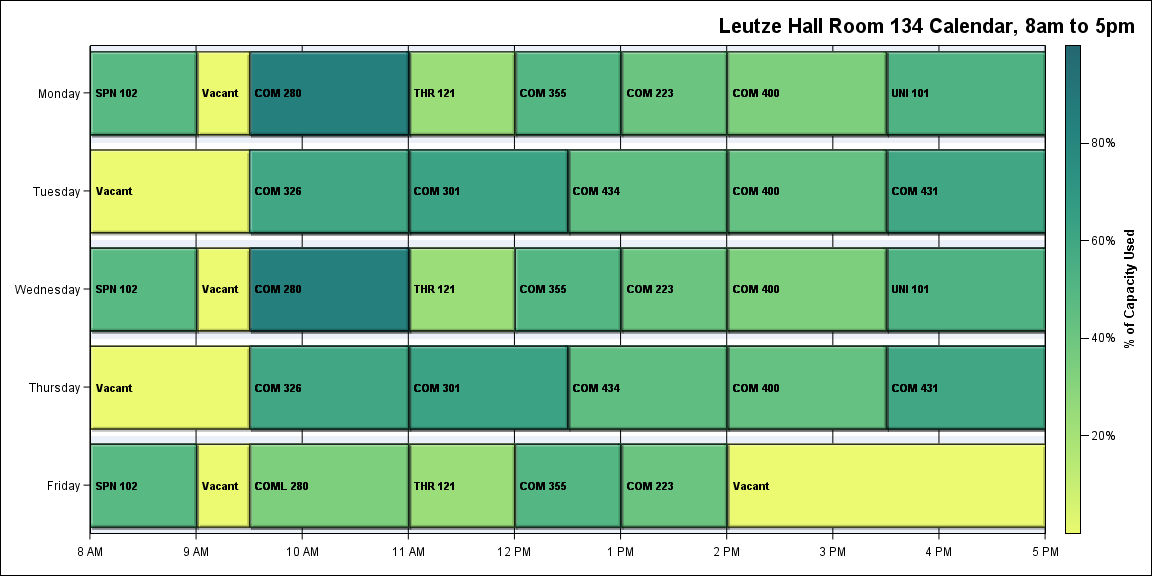 Leutze Hall Room 134 Calendar, 8am to 5pm
Monday
SPN 102
Vacant
COM 280
THR 121
COM 355
COM 223
COM 400
UNI 101
80%
Tuesday
Vacant
COM 326
COM 301
COM 434
COM 400
COM 431
60%
% of Capacity Used
Wednesday
SPN 102
Vacant
COM 280
THR 121
COM 355
COM 223
COM 400
UNI 101
40%
Thursday
Vacant
COM 326
COM 301
COM 434
COM 400
COM 431
20%
Friday
SPN 102
Vacant
COML 280
THR 121
COM 355
COM 223
Vacant
8 AM
9 AM
10 AM
11 AM
12 PM
1 PM
2 PM
3 PM
4 PM
5 PM